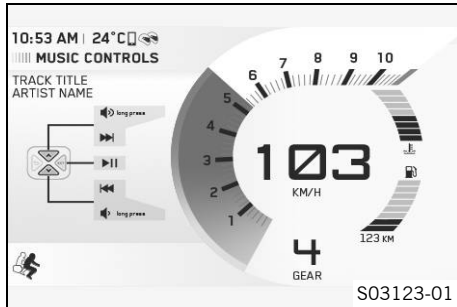 10:53 AM | 24°C
MUSIC CONTROLS
TRACK TITLE
ARTIST NAME
long press
long press
1
2
3
4
5
6
7
8
9
10
103
KM/H
4
GEAR
123 KM
S03123-01